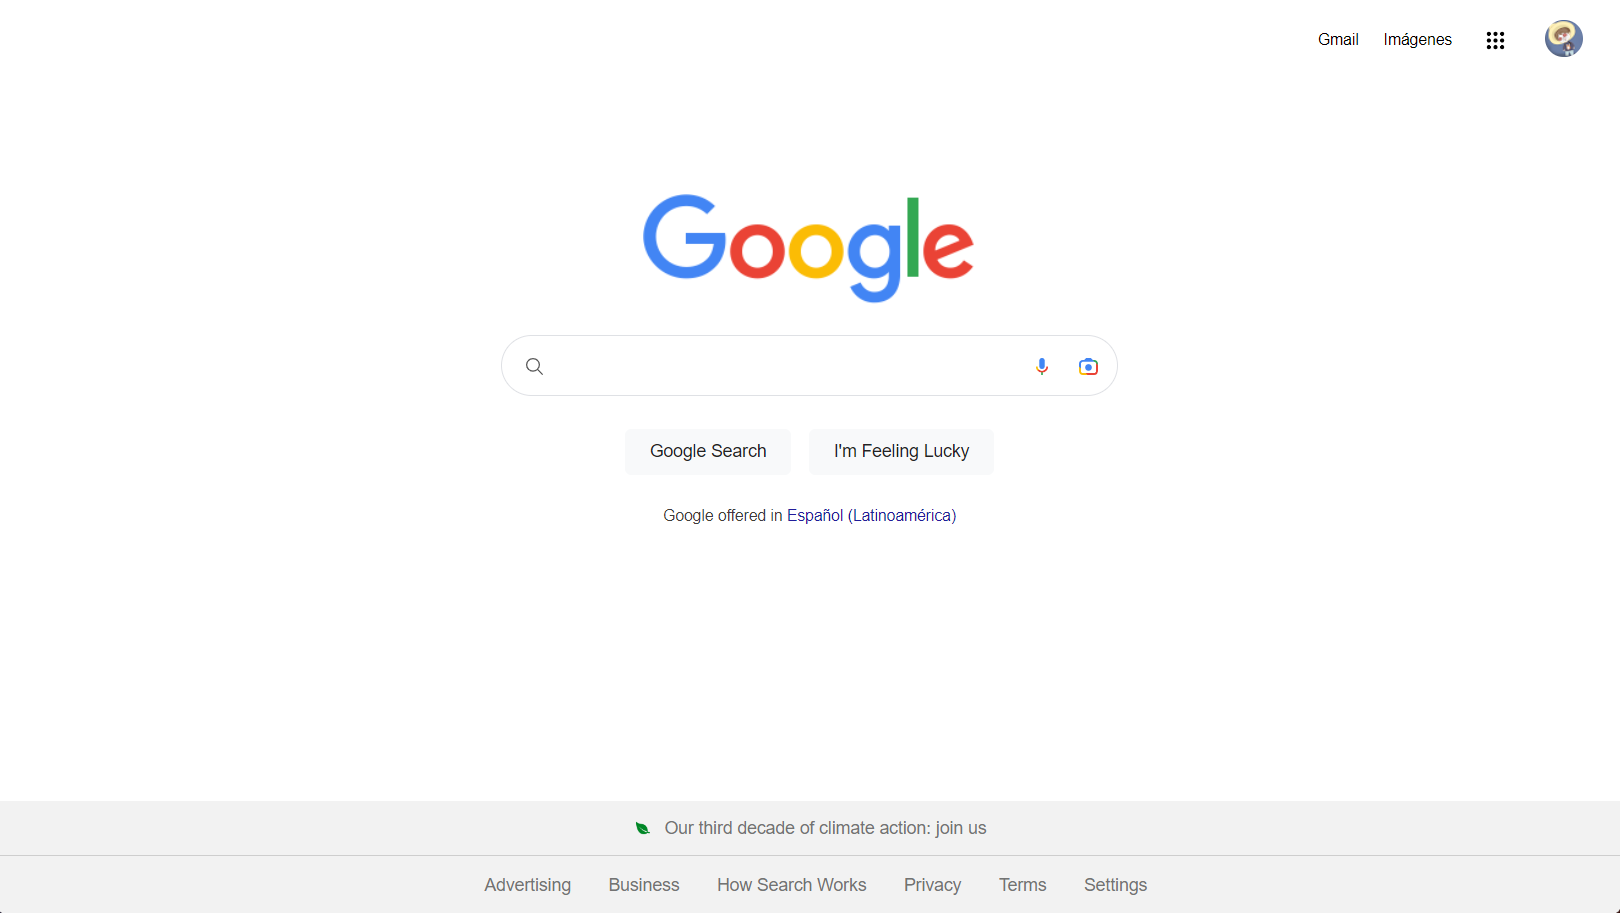 Gmail Imágenes
Google
Google Search I'm Feeling Lucky
Google offered in Español (Latinoamérica)
Our third decade of climate action: join us
Advertising Business How Search Works Privacy Terms Settings